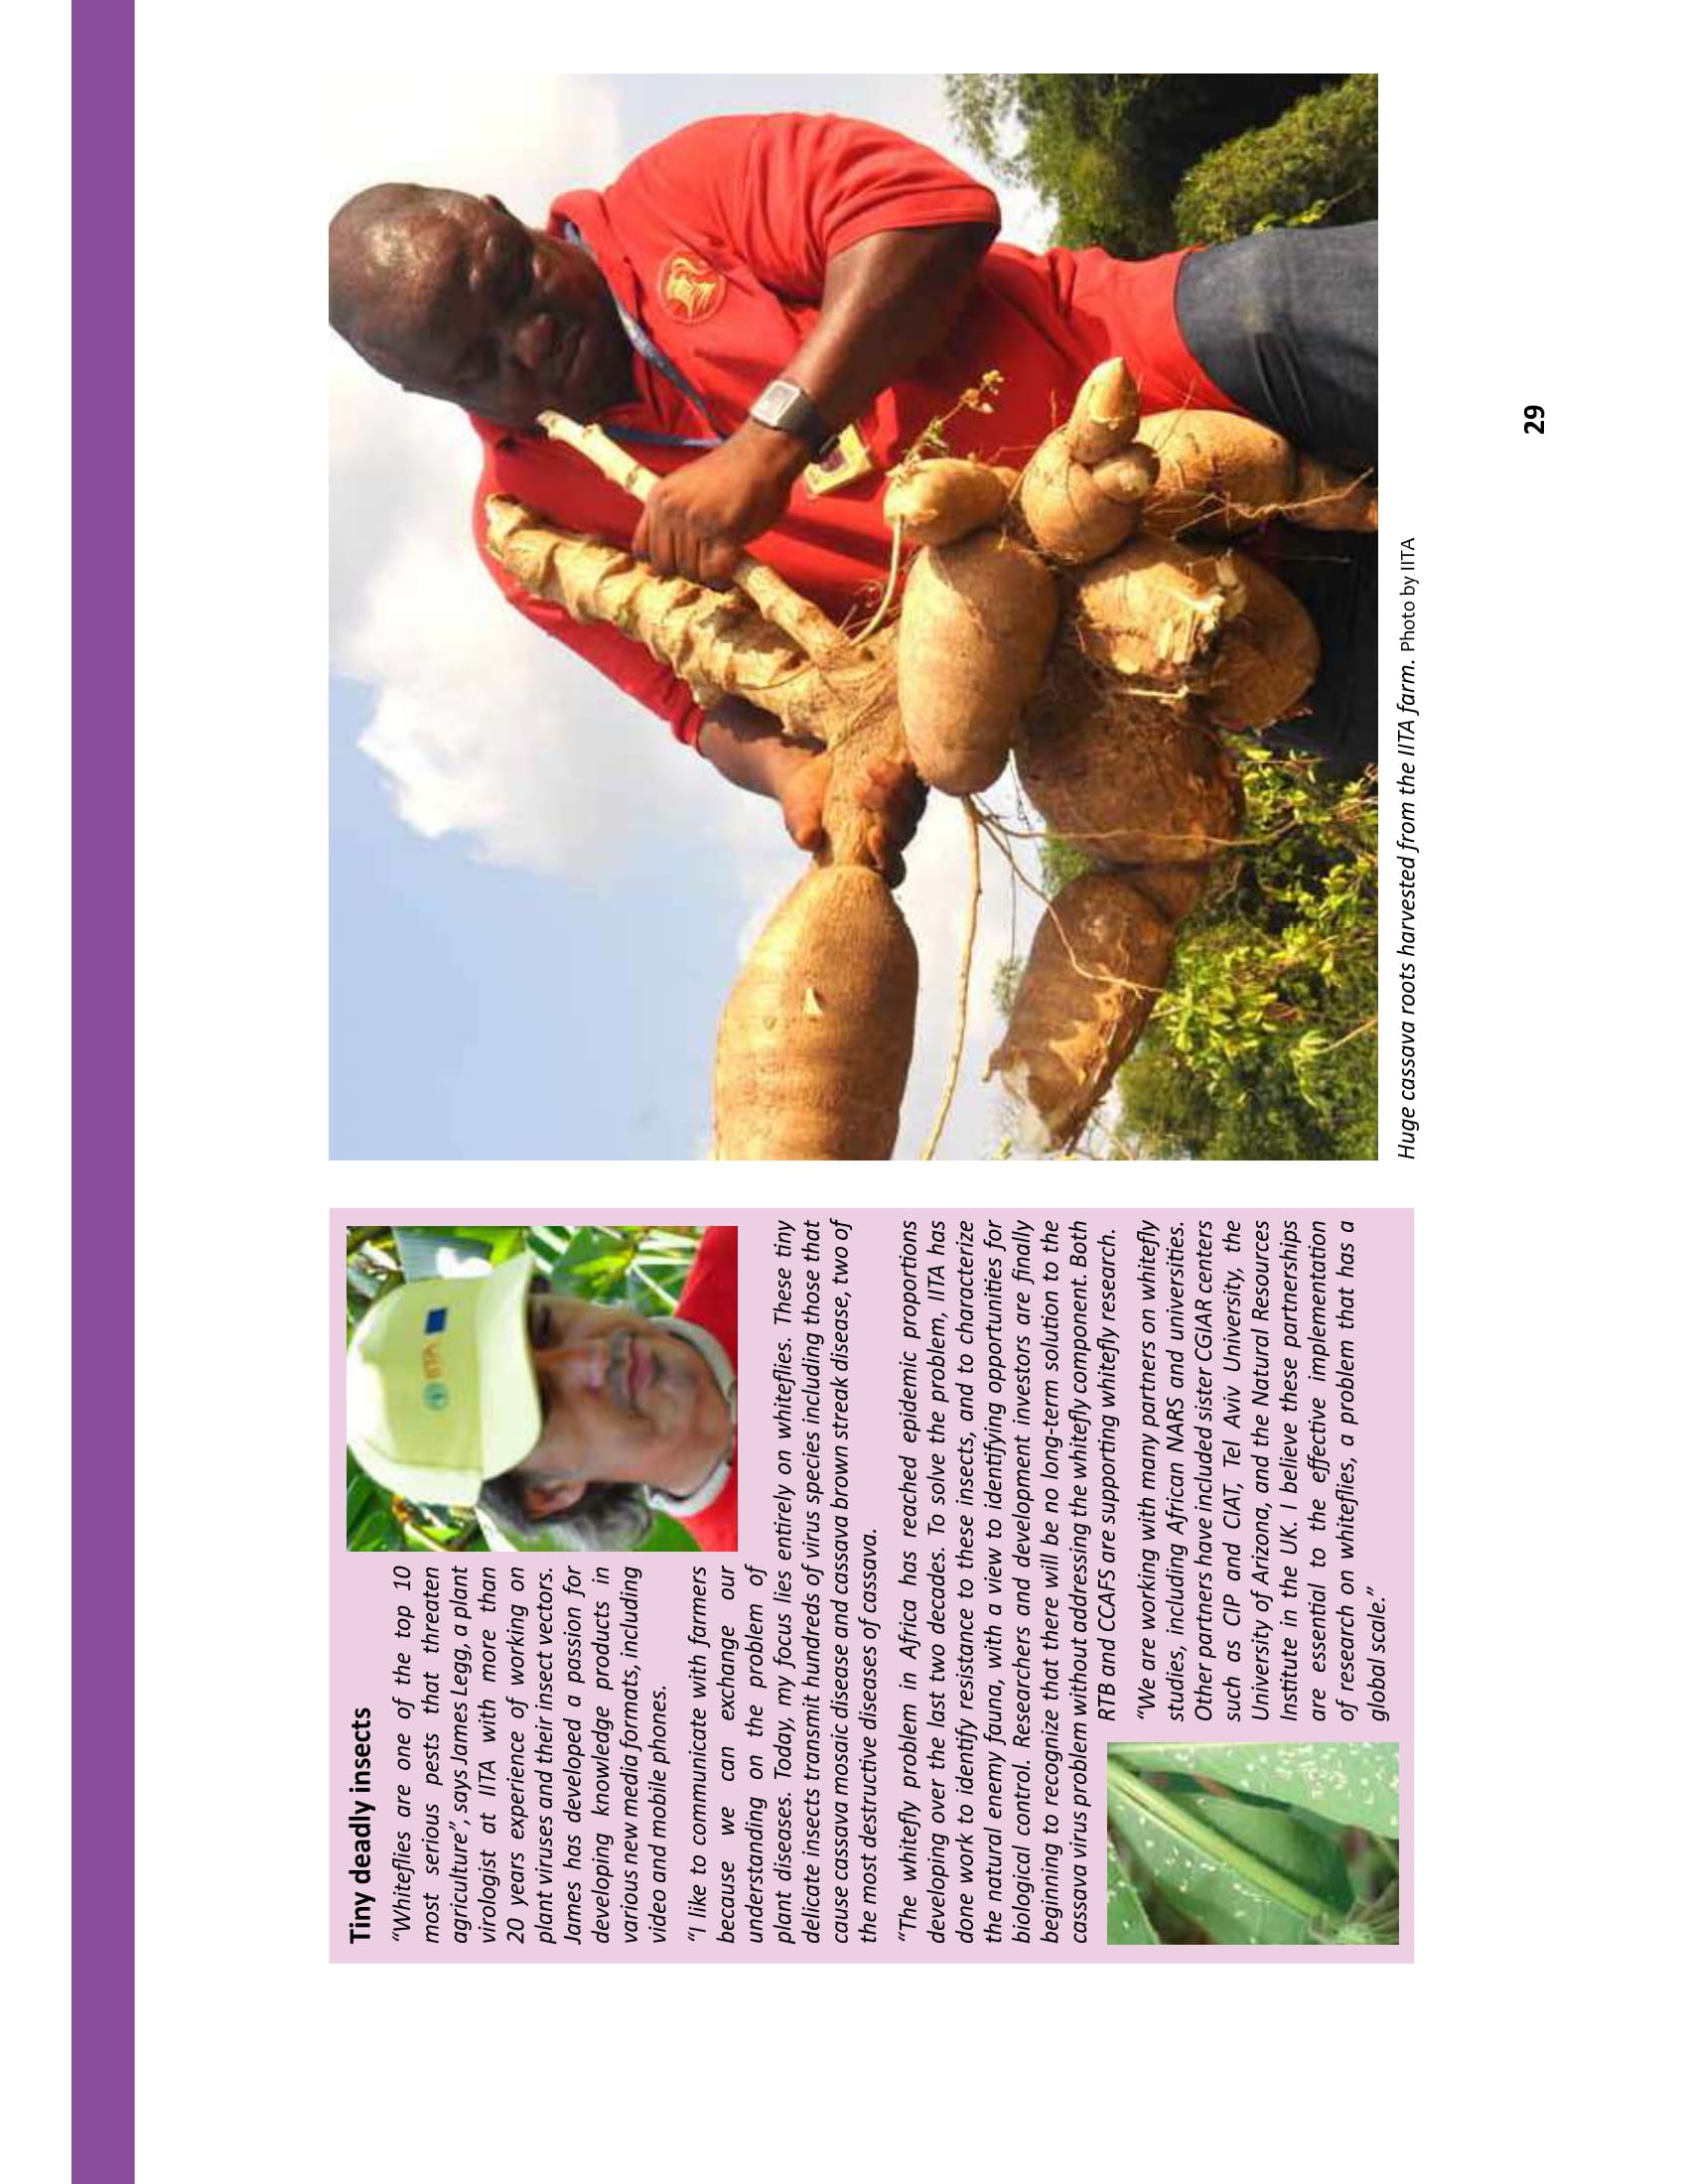 Tiny deadly insects
“Whiteflies are one of the top 10
most serious pests that threaten
agriculture”, says James Legg, a plant
virologist at IITA with more than
20 years experience of working on
plant viruses and their insect vectors.
James has developed a passion for
developing knowledge products in
various new media formats, including
video and mobile phones.
“I like to communicate with farmers
because we can exchange our
understanding on the problem of
plant diseases. Today, my focus lies entirely on whiteflies. These tiny
delicate insects transmit hundreds of virus species including those that
cause cassava mosaic disease and cassava brown streak disease, two of
the most destructive diseases of cassava.
“The whitefly problem in Africa has reached epidemic proportions
developing over the last two decades. To solve the problem, IITA has
done work to identify resistance to these insects, and to characterize
the natural enemy fauna, with a view to identifying opportunities for
biological control. Researchers and development investors are finally
beginning to recognize that there will be no long-term solution to the
cassava virus problem without addressing the whitefly component. Both
RTB and CCAFS are supporting whitefly research.
“We are working with many partners on whitefly
studies, including African NARS and universities.
Other partners have included sister CGIAR centers
such as CIP and CIAT, Tel Aviv University, the
University of Arizona, and the Natural Resources
Institute in the UK. I believe these partnerships
are essential to the effective implementation
of research on whiteflies, a problem that has a
global scale.”
IITA
Huge cassava roots harvested from the IITA farm. Photo by IITA
29